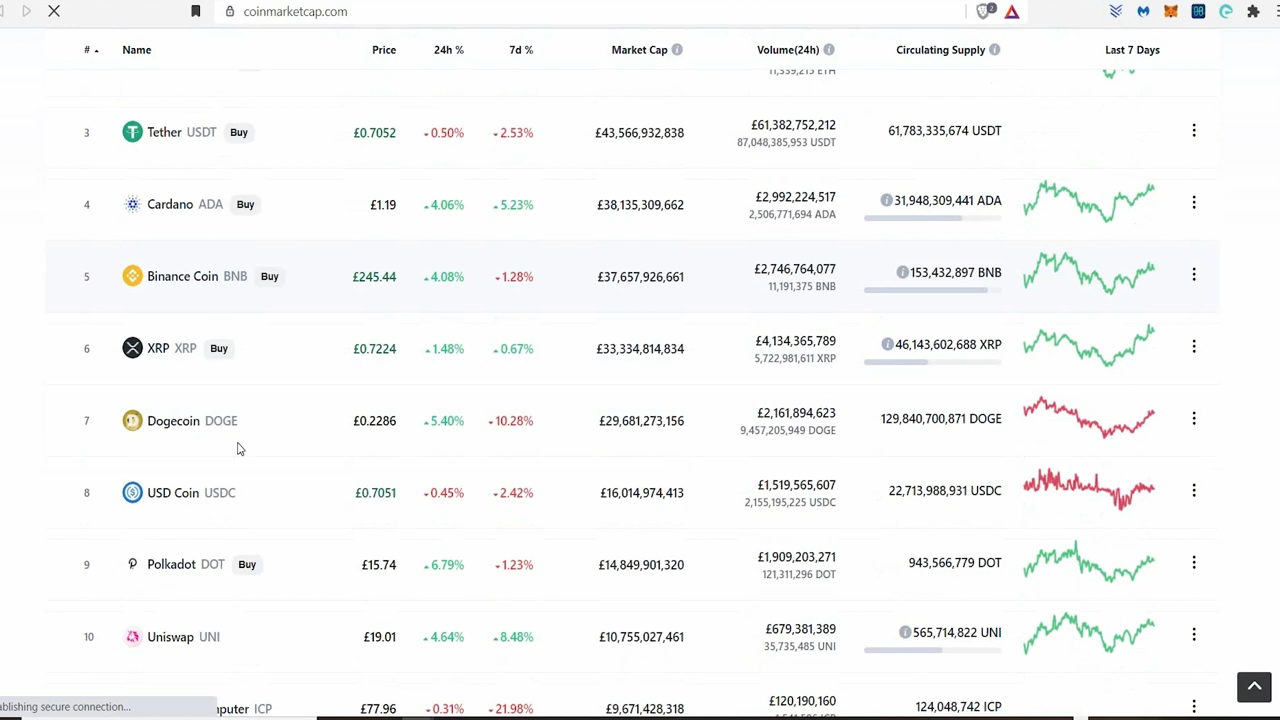 coinmarketcap.com
2
# Name Price 24h % 7d % Market Cap Volume(24h) Circulating Supply Last 7 Days
11,339,215 ETH
3 Tether USDT Buy £0.7052 0.50% 2.53% £43,566,932,838 £61,382,752,212 61,783,335,674 USDT
87,048,385,953 USDT
4 Cardano ADA Buy £1.19 4.06% 5.23% £38,135,309,662 £2,992,224,517 31,948,309,441 ADA
2,506,771,694 ADA
5 Binance Coin BNB Buy £245.44 4.08% 1.28% £37,657,926,661 £2,746,764,077 153,432,897 BNB
11,191,375 BNB
6 XRP XRP Buy £0.7224 1.48% 0.67% £33,334,814,834 £4,134,365,789 46,143,602,688 XRP
5,722,981,611 XRP
7 Dogecoin DOGE £0.2286 5.40% 10.28% £29,681,273,156 £2,161,894,623 129,840,700,871 DOGE
9,457,205,949 DOGE
8 USD Coin USDC £0.7051 0.45% 2.42% £16,014,974,413 £1,519,565,607 22,713,988,931 USDC
2,155,195,225 USDC
9 Polkadot DOT Buy £15.74 6.79% 1.23% £14,849,901,320 £1,909,203,271 943,566,779 DOT
121,311,296 DOT
10 Uniswap UNI £19.01 4.64% 8.48% £10,755,027,461 £679,381,389 565,714,822 UNI
35,735,485 UNI
ablishing secure connection...
mputer ICP £77.96 0.31% 21.98% £9,671,428,318 £120,190,160 124,048,742 ICP